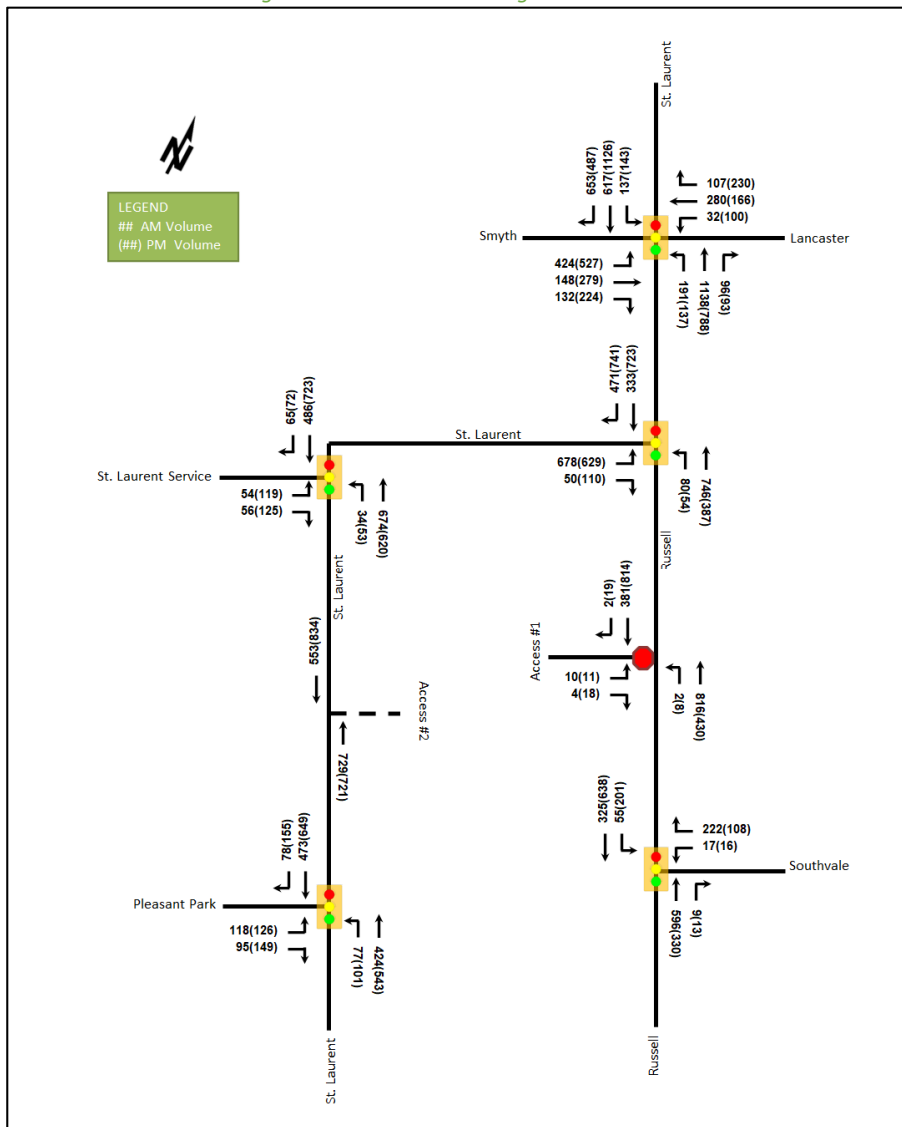 St. Laurent
N
LEGEND
## AM Volume
(##) PM Volume
653(487)
617(1126)
137(143)
107(230)
280(166)
32(100)
Smyth
Lancaster
424(527)
148(279)
132(224)
191(137)
1138(788)
96(93)
471(741)
333(723)
65(72)
486(723)
St. Laurent
678(629)
50(110)
80(54)
746(387)
St. Laurent Service
54(119)
56(125)
34(53)
674(620)
Russell
St. Laurent
2(19)
381(814)
553(834)
Access #1
10(11)
4(18)
2(8)
816(430)
Access #2
729(721)
325(638)
55(201)
222(108)
17(16)
Southvale
78(155)
473(649)
Pleasant Park
118(126)
95(149)
77(101)
424(543)
596(330)
9(13)
St. Laurent
Russell